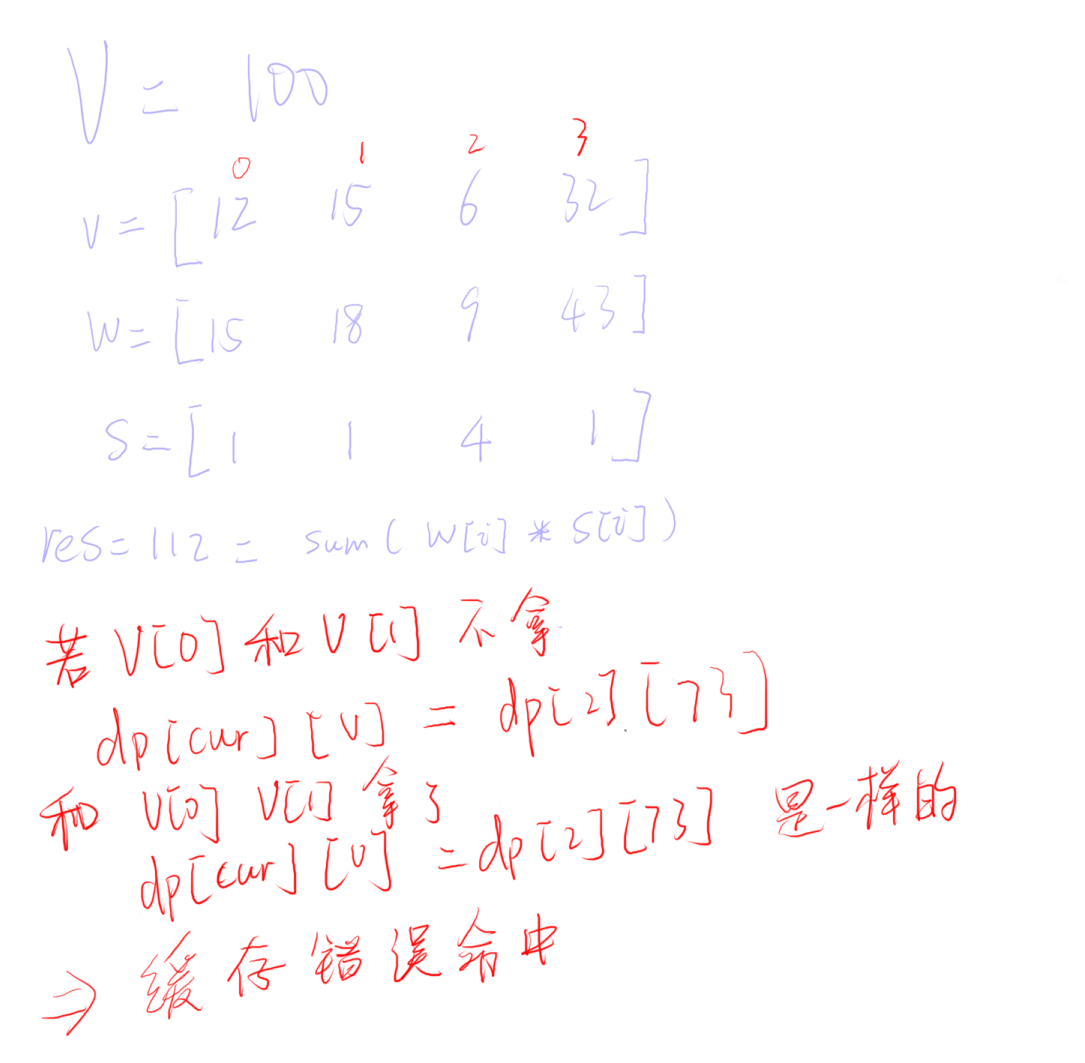 V = 100
0 1 2 3
v = [12 15 6 32]
w = [15 18 9 43]
S = [1 1 4 1]
res = 112 = sum( w[i] * S[i] )
若 V[0] 和 V[1] 不拿
dp[cur][V] = dp[2][73]
和 V[0] V[1] 拿了
dp[cur][V] = dp[2][73] 是一样的
⇒ 缓存错误命中